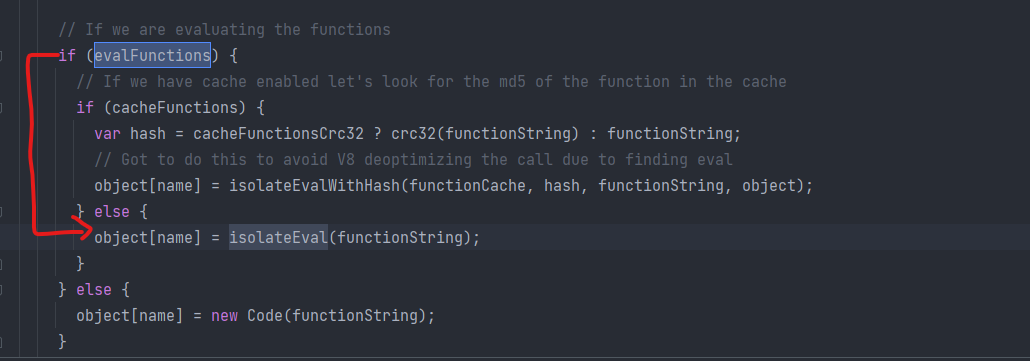 // If we are evaluating the functions
if (evalFunctions) {
// If we have cache enabled let's look for the md5 of the function in the cache
if (cacheFunctions) {
var hash = cacheFunctionsCrc32 ? crc32(functionString) : functionString;
// Got to do this to avoid V8 deoptimizing the call due to finding eval
object[name] = isolateEvalWithHash(functionCache, hash, functionString, object);
} else {
object[name] = isolateEval(functionString);
}
} else {
object[name] = new Code(functionString);
}